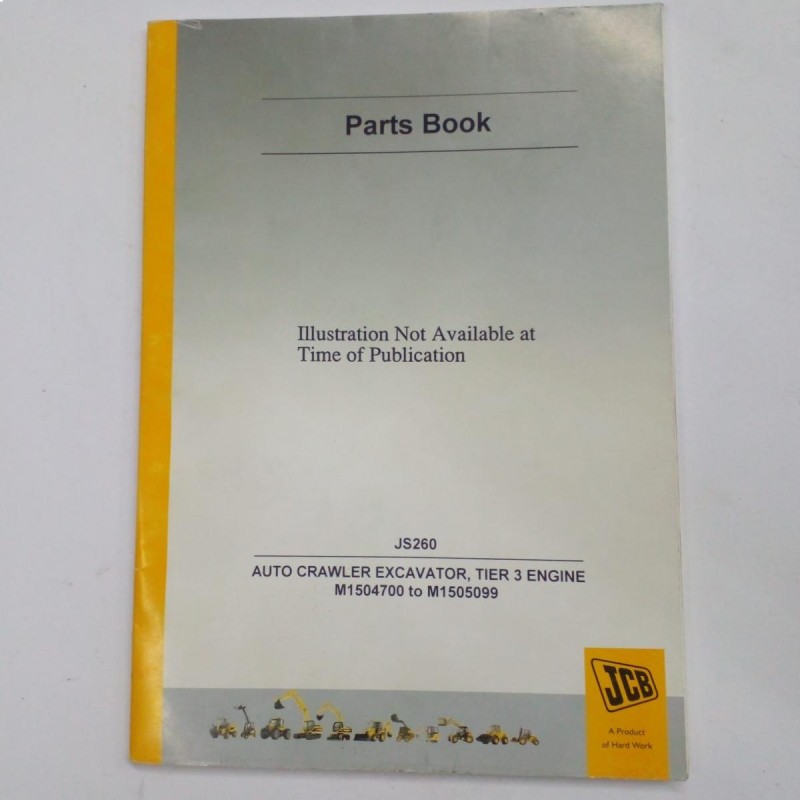 Parts Book
Illustration Not Available at
Time of Publication
JS260
AUTO CRAWLER EXCAVATOR, TIER 3 ENGINE
M1504700 to M1505099
JCB
A Product
of Hard Work